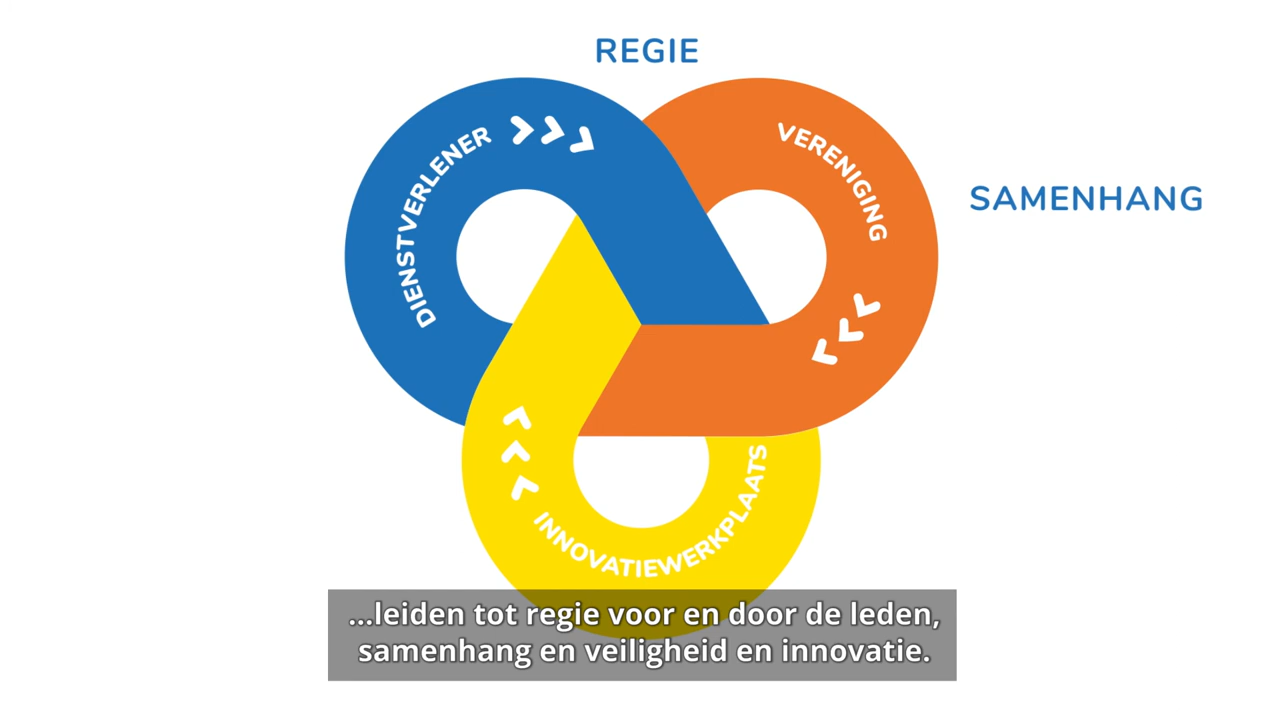 REGIE
DIENSTVERLENER
VERENIGING
SAMENHANG
INNOVATIEWERKPLAATS
...leiden tot regie voor en door de leden,
samenhang en veiligheid en innovatie.